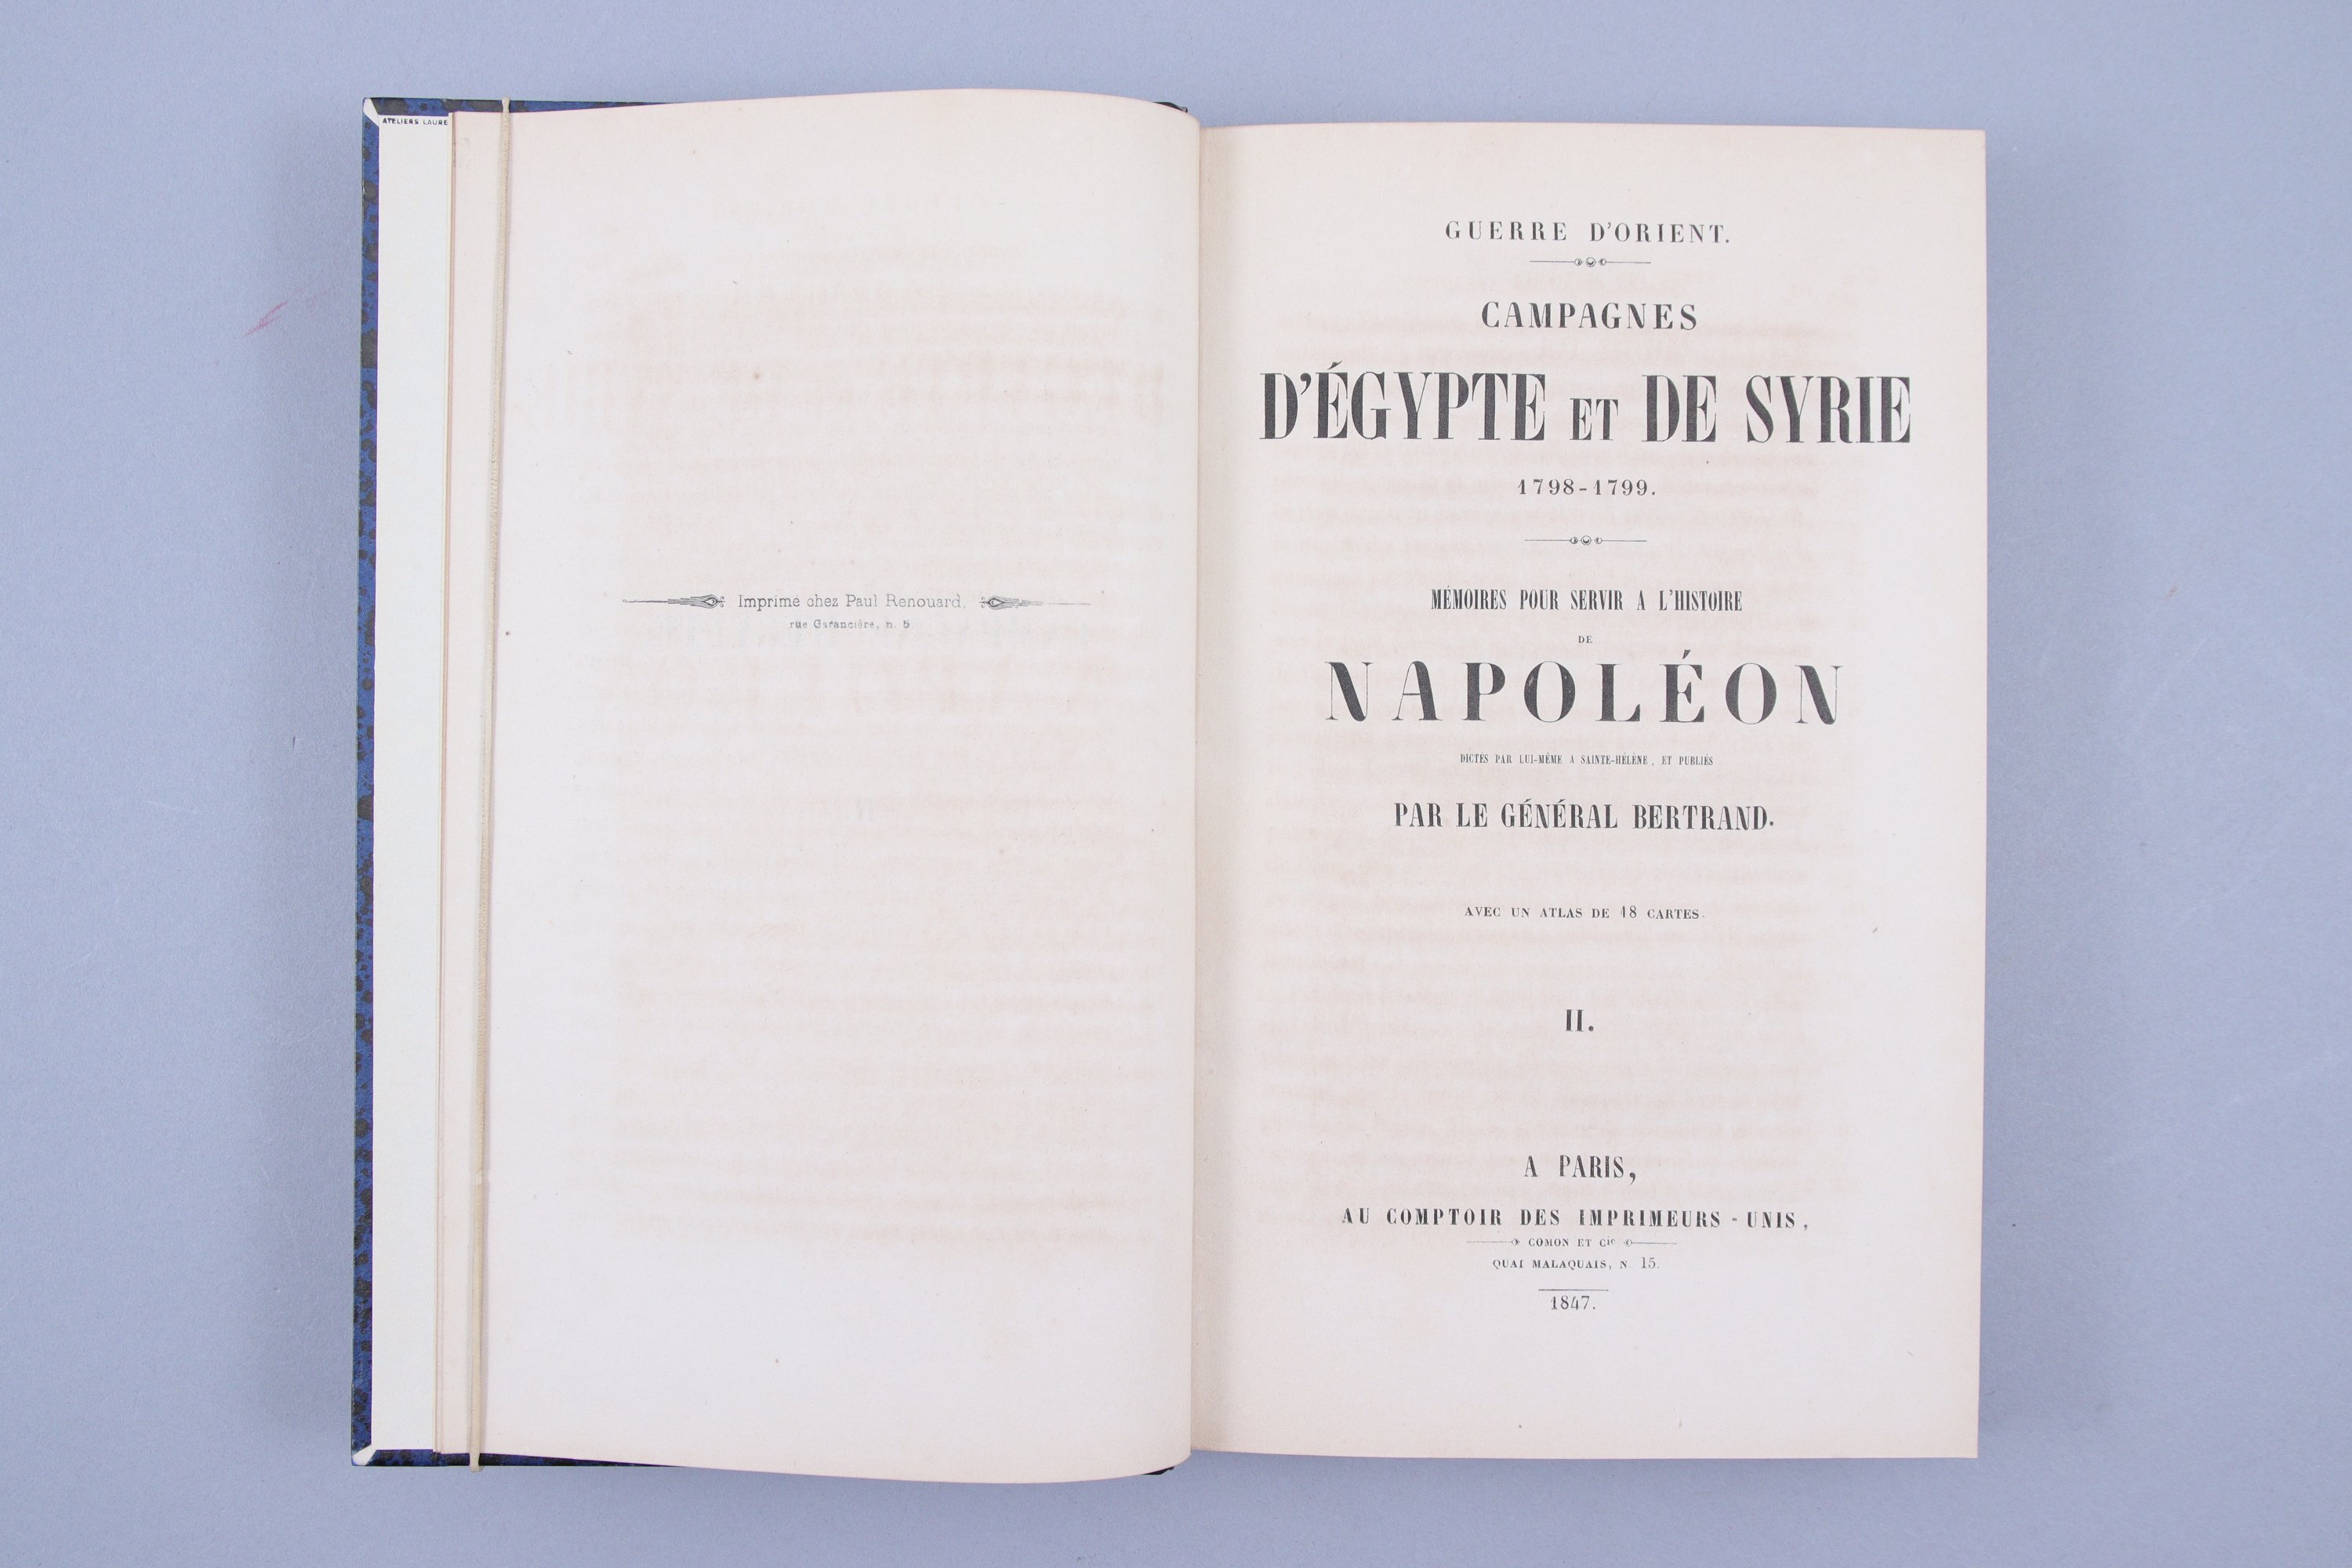 ATELIERS LAURE
Imprimé chez Paul Renouard,
rue Garancière, n. 5
GUERRE D'ORIENT.
CAMPAGNES
D'ÉGYPTE ET DE SYRIE
1798-1799.
MÉMOIRES POUR SERVIR A L'HISTOIRE
DE
NAPOLÉON
DICTÉS PAR LUI-MÊME A SAINTE-HÉLÈNE, ET PUBLIÉS
PAR LE GÉNÉRAL BERTRAND.
AVEC UN ATLAS DE 18 CARTES.
II.
A PARIS,
AU COMPTOIR DES IMPRIMEURS-UNIS,
COMON ET Cie
QUAI MALAQUAIS, N 15.
1847.